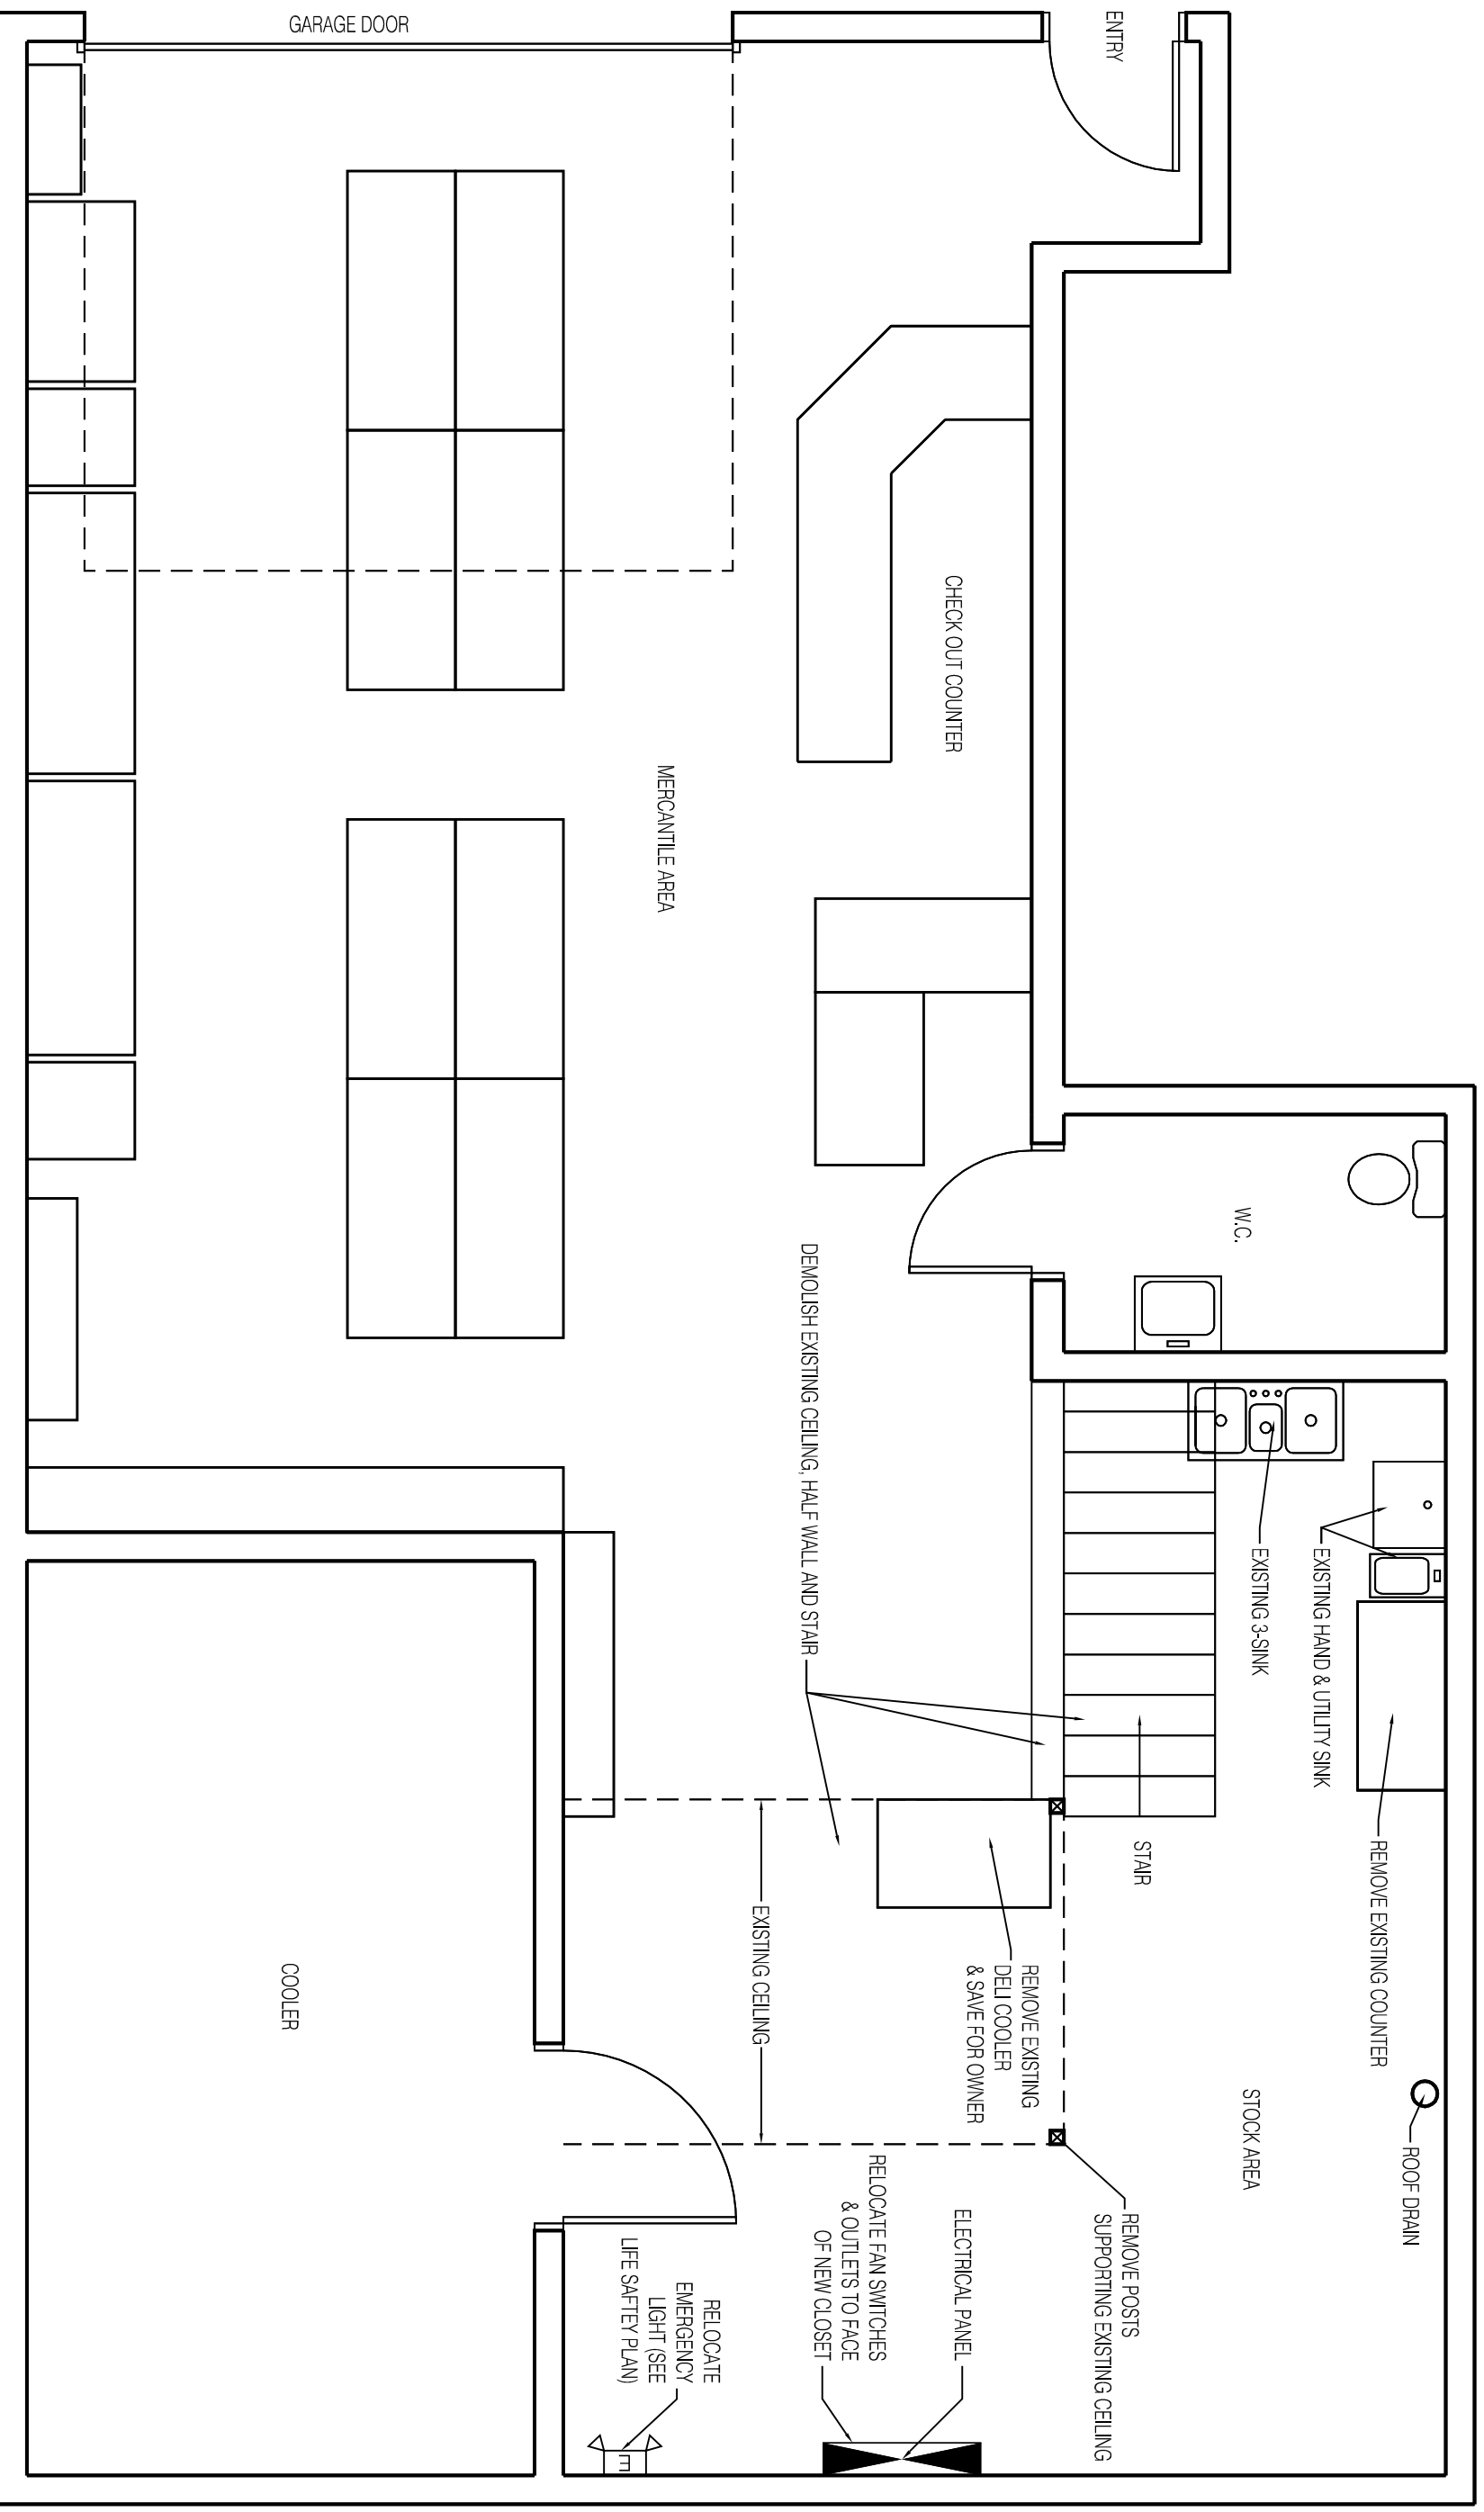 GARAGE DOOR
ENTRY
CHECK OUT COUNTER
MERCANTILE AREA
W.C.
DEMOLISH EXISTING CEILING, HALF WALL AND STAIR
EXISTING 3-SINK
EXISTING HAND & UTILITY SINK
REMOVE EXISTING COUNTER
STAIR
EXISTING CEILING
REMOVE EXISTING
DELI COOLER
& SAVE FOR OWNER
COOLER
STOCK AREA
ROOF DRAIN
REMOVE POSTS
SUPPORTING EXISTING CEILING
ELECTRICAL PANEL
RELOCATE FAN SWITCHES
& OUTLETS TO FACE
OF NEW CLOSET
RELOCATE
EMERGENCY
LIGHT (SEE
LIFE SAFTEY PLAN)
E